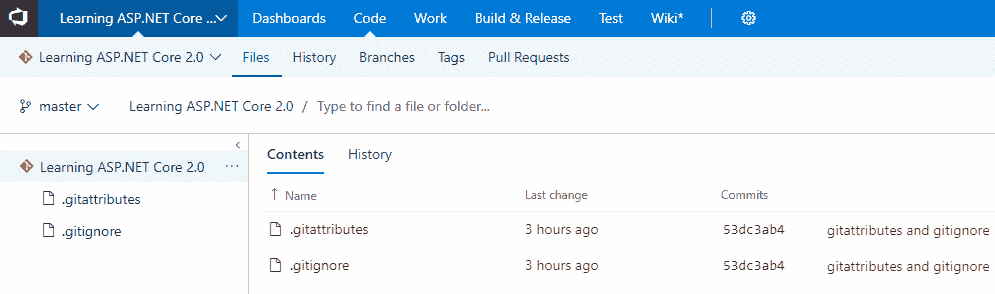 Learning ASP.NET Core ... Dashboards Code Work Build & Release Test Wiki*
Learning ASP.NET Core 2.0 Files History Branches Tags Pull Requests
master Learning ASP.NET Core 2.0 / Type to find a file or folder...
Learning ASP.NET Core 2.0 ...
.gitattributes
.gitignore
Contents History
Name Last change Commits
.gitattributes 3 hours ago 53dc3ab4 gitattributes and gitignore
.gitignore 3 hours ago 53dc3ab4 gitattributes and gitignore